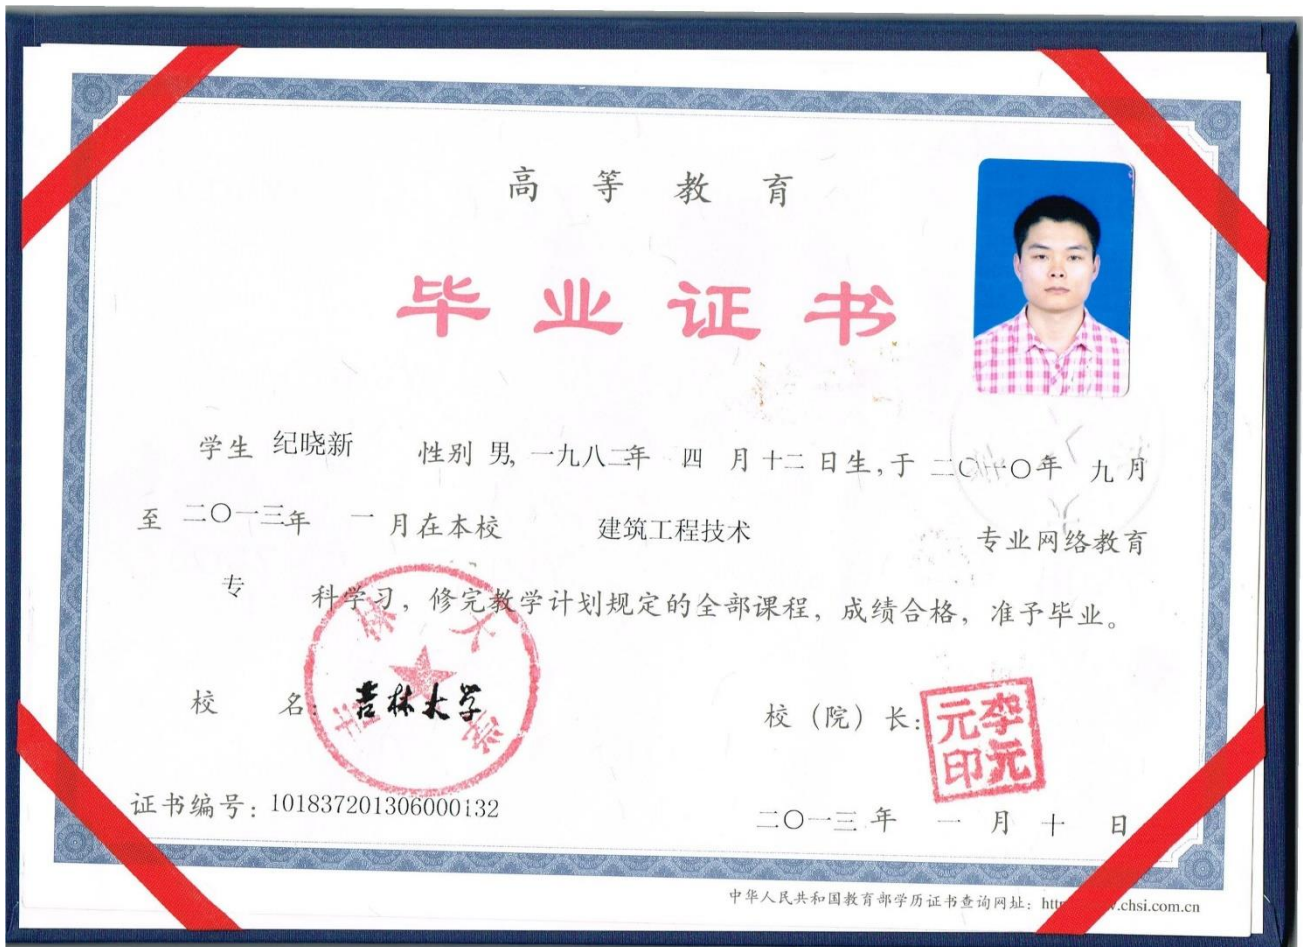 高等教育
毕业证书
学生 纪晓新 性别 男, 一九八二年 四 月十二日生,于二〇一〇年 九月
至 二〇一三年 一 月在本校 建筑工程技术 专业网络教育
专 科学习，修完教学计划规定的全部课程，成绩合格，准予毕业。
校 名: 吉林大学 校（院）长: 李元元印
吉林大学
证书编号: 101837201306000132 二〇一三年 一 月 十 日
中华人民共和国教育部学历证书查询网址: .chsi.com.cn